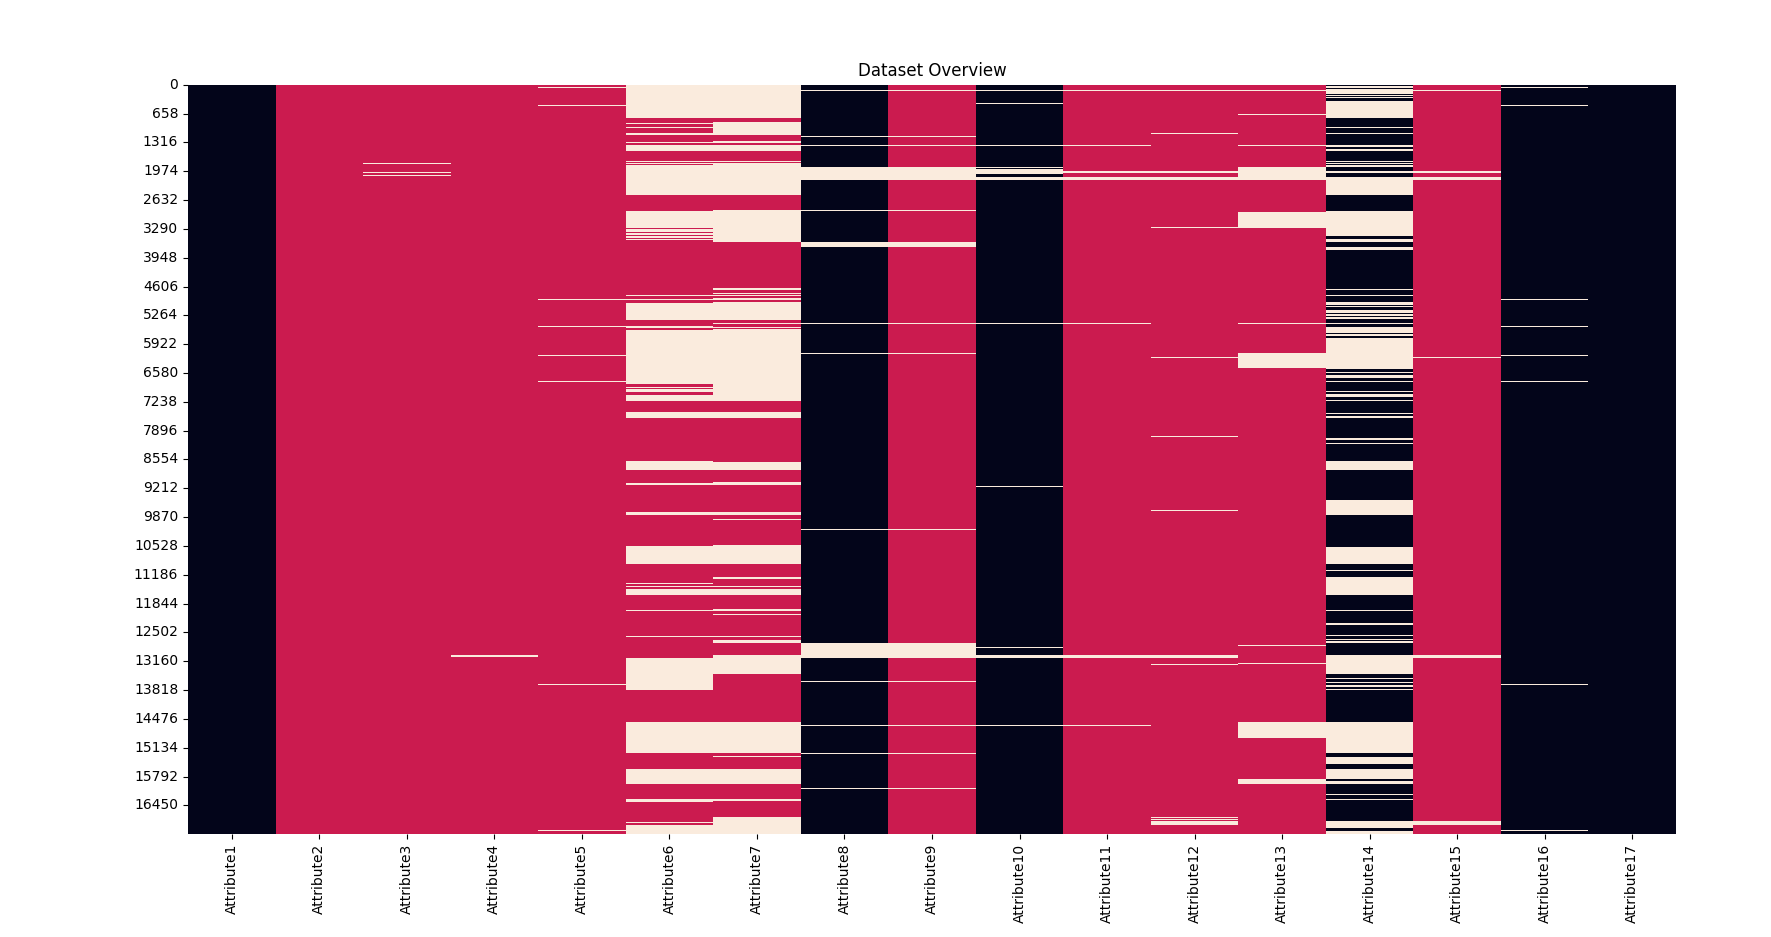 Dataset Overview
0
658
1316
1974
2632
3290
3948
4606
5264
5922
6580
7238
7896
8554
9212
9870
10528
11186
11844
12502
13160
13818
14476
15134
15792
16450
Attribute1
Attribute2
Attribute3
Attribute4
Attribute5
Attribute6
Attribute7
Attribute8
Attribute9
Attribute10
Attribute11
Attribute12
Attribute13
Attribute14
Attribute15
Attribute16
Attribute17